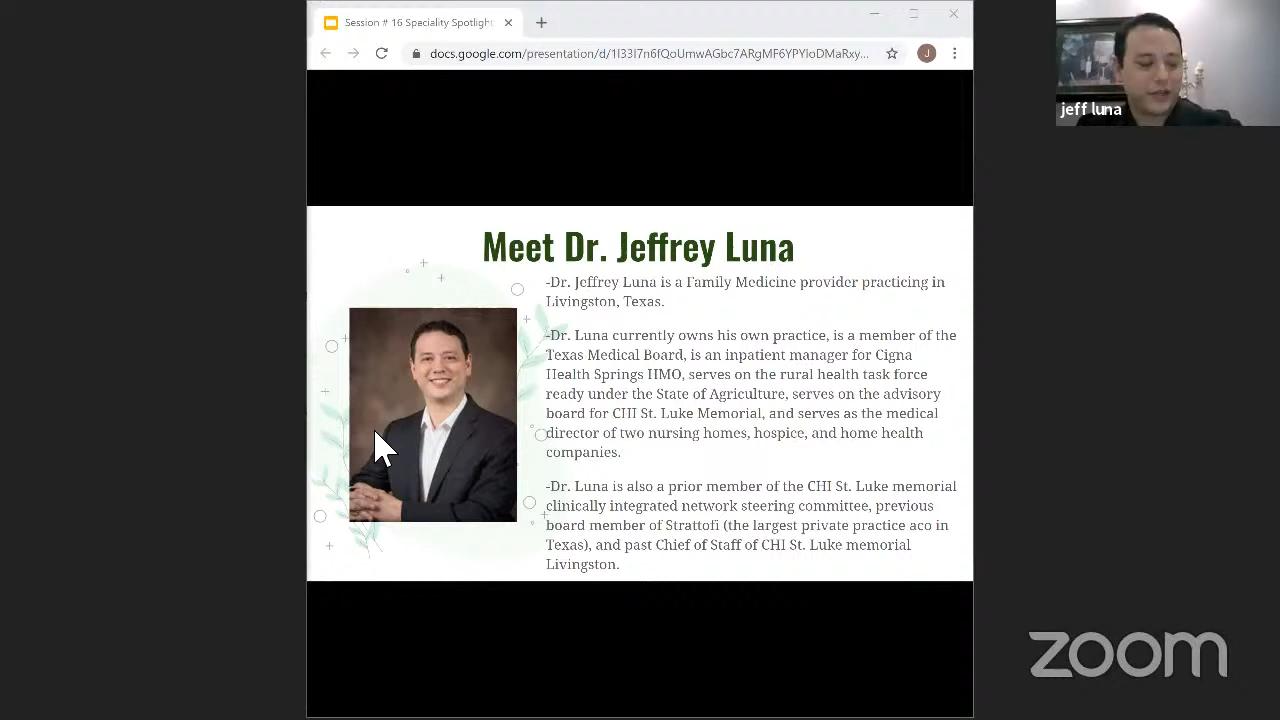 Session # 16 Speciality Spotlight
docs.google.com/presentation/d/1I33I7n6fQoUmwAGbc7ARgMF6YPYIoDMaRxy...
J
jeff luna
Meet Dr. Jeffrey Luna
-Dr. Jeffrey Luna is a Family Medicine provider practicing in
Livingston, Texas.
-Dr. Luna currently owns his own practice, is a member of the
Texas Medical Board, is an inpatient manager for Cigna
Health Springs HMO, serves on the rural health task force
ready under the State of Agriculture, serves on the advisory
board for CHI St. Luke Memorial, and serves as the medical
director of two nursing homes, hospice, and home health
companies.
-Dr. Luna is also a prior member of the CHI St. Luke memorial
clinically integrated network steering committee, previous
board member of Strattofi (the largest private practice aco in
Texas), and past Chief of Staff of CHI St. Luke memorial
Livingston.
zoom